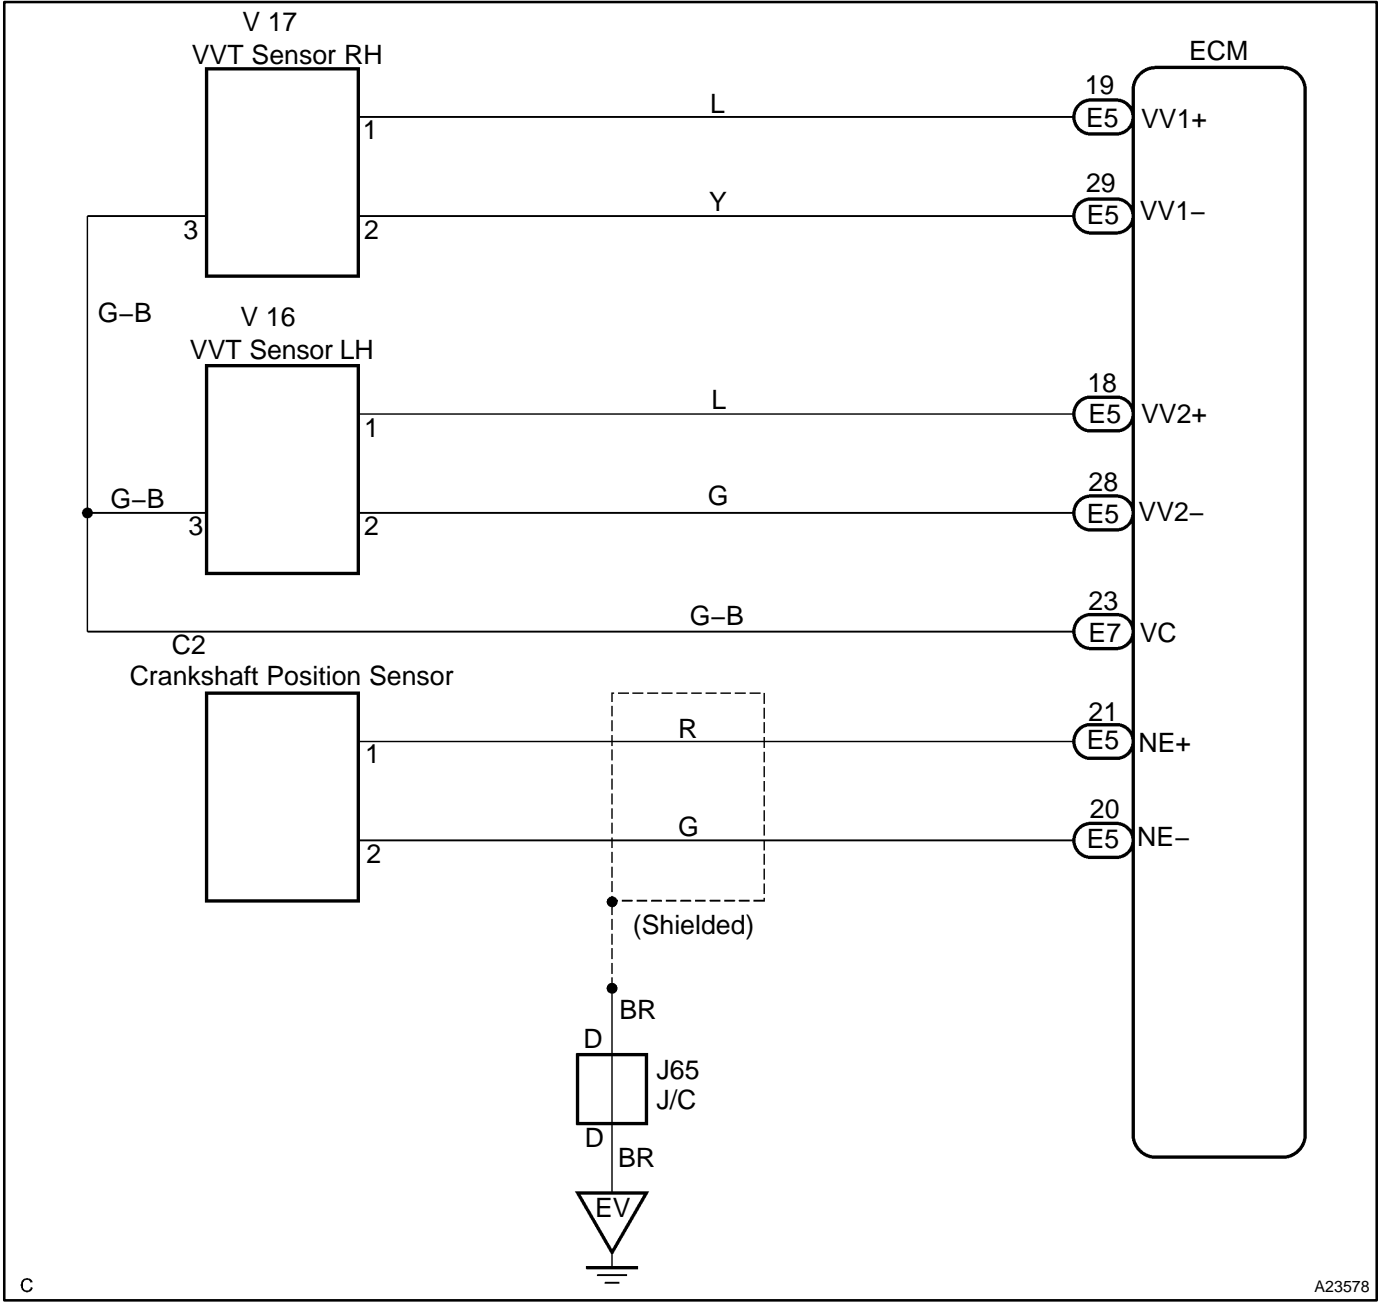 V 17
VVT Sensor RH
ECM
1
L
19
E5
VV1+
3
2
Y
29
E5
VV1−
G−B
V 16
VVT Sensor LH
1
L
18
E5
VV2+
G−B
3
2
G
28
E5
VV2−
G−B
23
E7
VC
C2
Crankshaft Position Sensor
1
R
21
E5
NE+
2
G
20
E5
NE−
(Shielded)
BR
D
J65
J/C
D
BR
EV
C
A23578